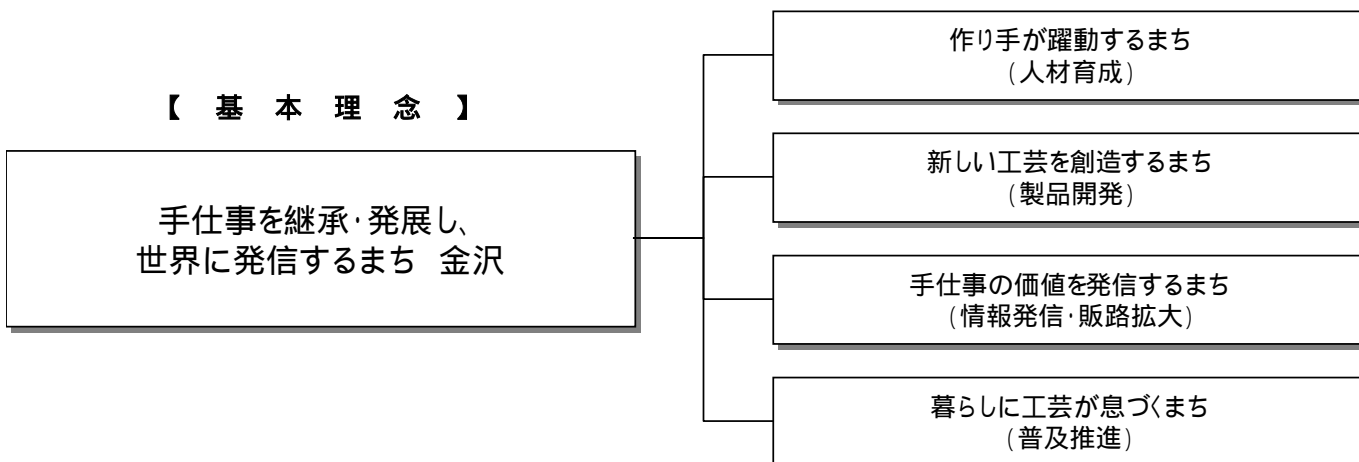 【 基 本 理 念 】
手仕事を継承・発展し、
世界に発信するまち 金沢
作り手が躍動するまち
(人材育成)
新しい工芸を創造するまち
(製品開発)
手仕事の価値を発信するまち
(情報発信・販路拡大)
暮らしに工芸が息づくまち
(普及推進)